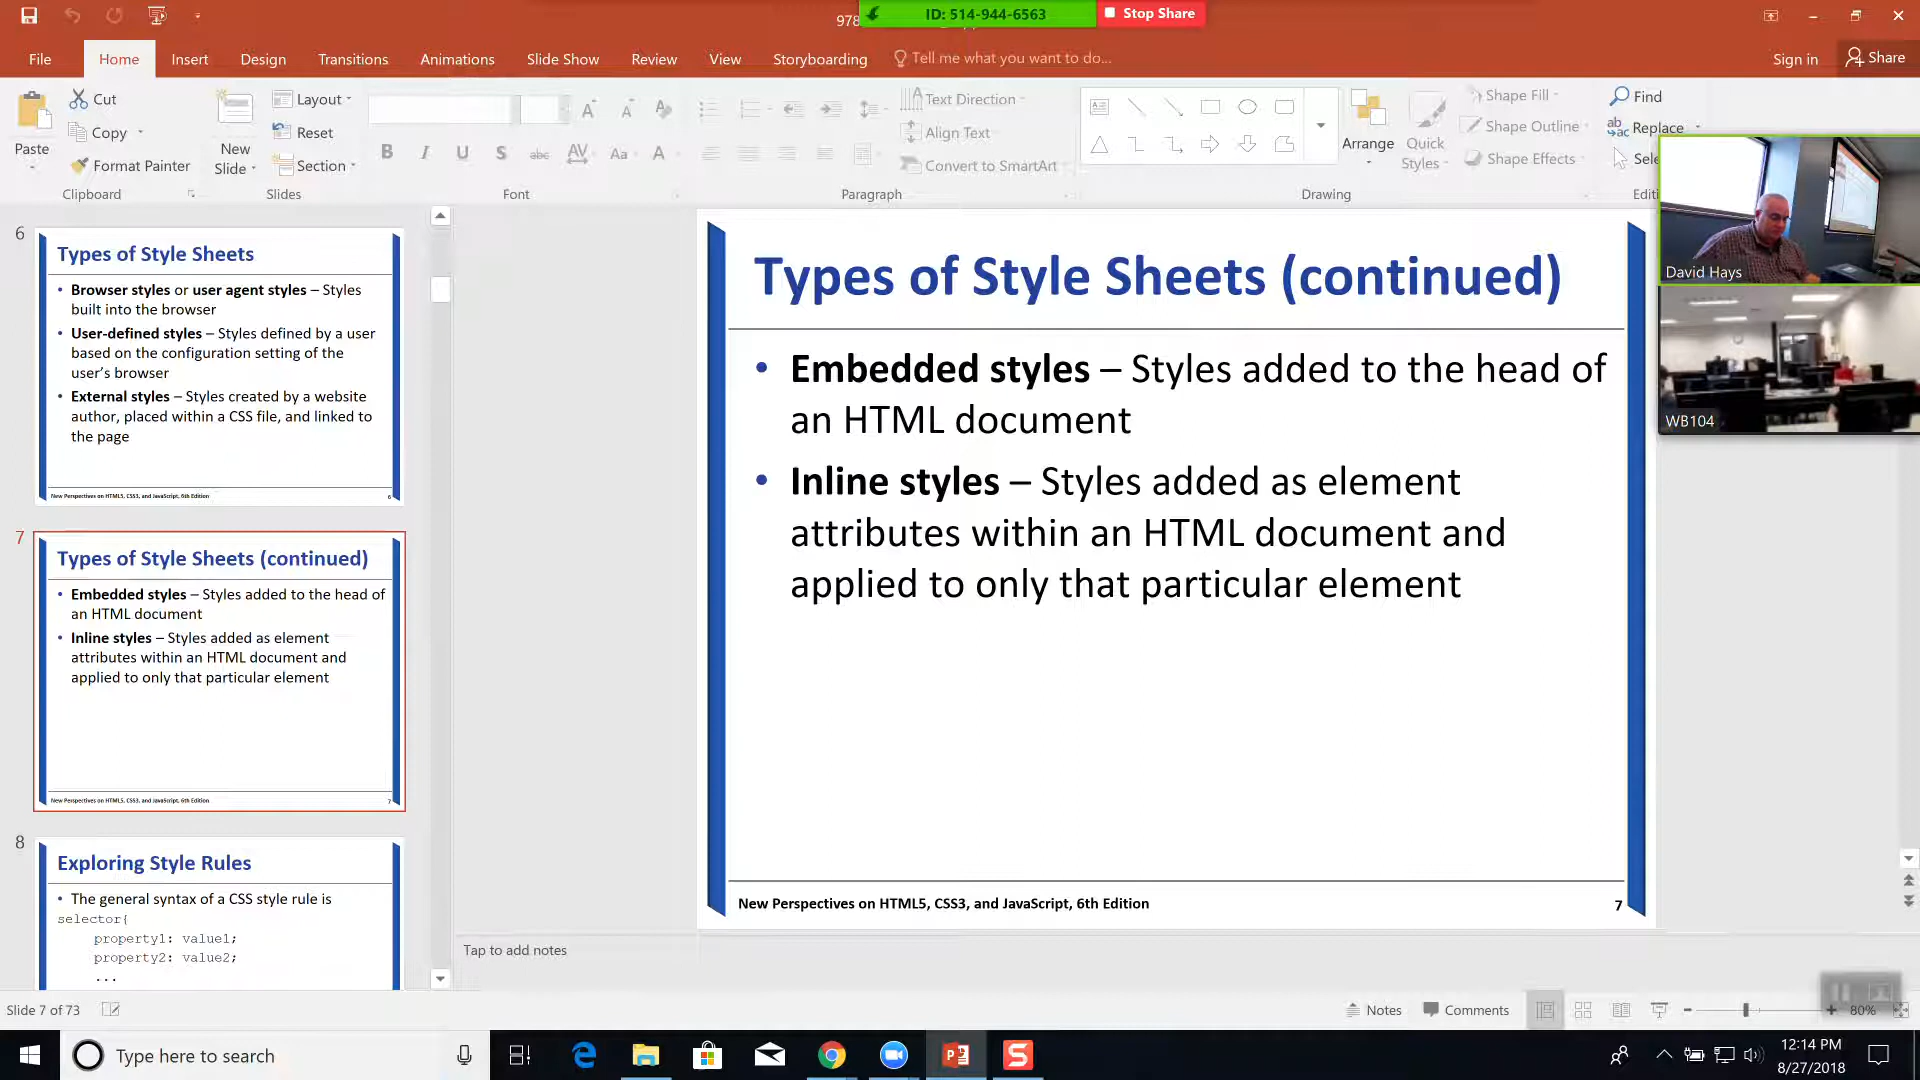 978
ID: 514-944-6563
Stop Share
File
Home
Insert
Design
Transitions
Animations
Slide Show
Review
View
Storyboarding
Tell me what you want to do...
Sign in
Share
Paste
Cut
Copy
Format Painter
Clipboard
New
Slide
Layout
Reset
Section
Slides
B I U S abc AV Aa A
Font
Text Direction
Align Text
Convert to SmartArt
Paragraph
Arrange
Quick
Styles
Shape Fill
Shape Outline
Shape Effects
Drawing
Find
Replace
Sele
Editi
David Hays
WB104
6
Types of Style Sheets
• Browser styles or user agent styles – Styles
built into the browser
• User-defined styles – Styles defined by a user
based on the configuration setting of the
user’s browser
• External styles – Styles created by a website
author, placed within a CSS file, and linked to
the page
New Perspectives on HTML5, CSS3, and JavaScript, 6th Edition
6
7
Types of Style Sheets (continued)
• Embedded styles – Styles added to the head of
an HTML document
• Inline styles – Styles added as element
attributes within an HTML document and
applied to only that particular element
New Perspectives on HTML5, CSS3, and JavaScript, 6th Edition
7
8
Exploring Style Rules
• The general syntax of a CSS style rule is
selector{
property1: value1;
property2: value2;
...
Types of Style Sheets (continued)
• Embedded styles – Styles added to the head of
an HTML document
• Inline styles – Styles added as element
attributes within an HTML document and
applied to only that particular element
New Perspectives on HTML5, CSS3, and JavaScript, 6th Edition
7
Tap to add notes
Slide 7 of 73
Notes
Comments
80%
Type here to search
12:14 PM
8/27/2018